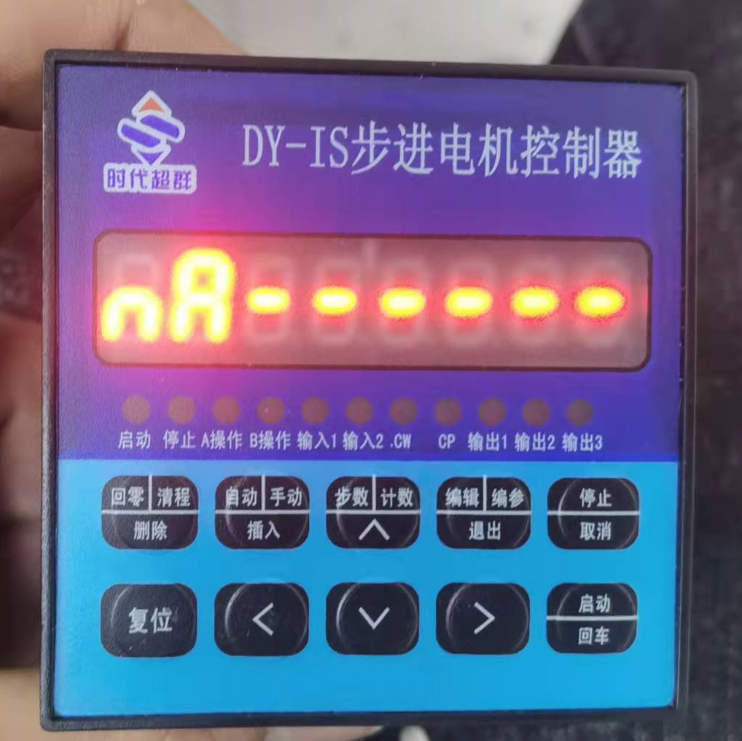 DY-IS步进电机控制器
时代超群
nA------
启动 停止 A操作 B操作 输入1 输入2 .CW CP 输出1 输出2 输出3
回零 清程 自动 手动 步数 计数 编辑 编参 停止
删除 插入 退出 取消
复位 启动
回车